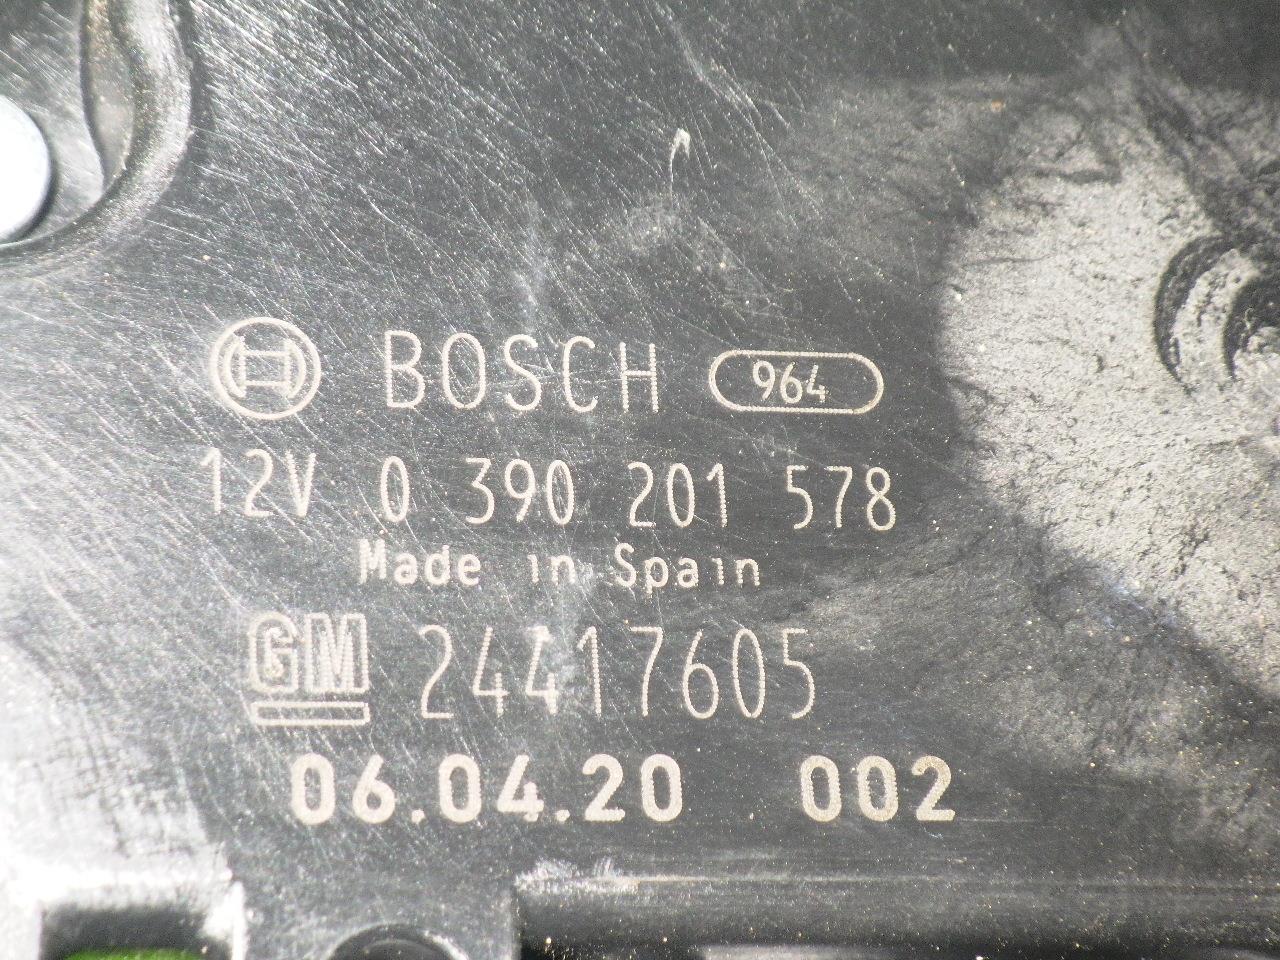 BOSCH 964
12V 0 390 201 578
Made in Spain
GM 24417605
06.04.20 002